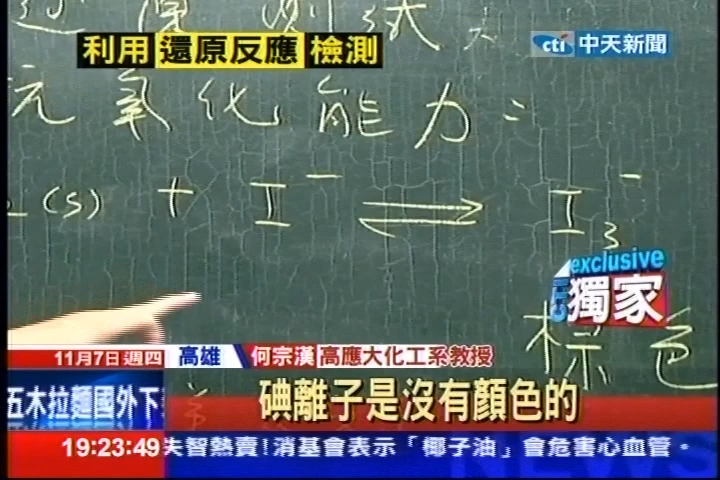 利用 還原反應 檢測
cti 中天新聞
抗氧化能力:
(s) + I⁻ ⇌ I₃⁻
exclusive
獨家
棕色
11月7日 週四 高雄 何宗漢 高應大化工系教授
五木拉麵國外下
碘離子是沒有顏色的
19:23:49 失智熱賣!消基會表示「椰子油」會危害心血管。
NEWS